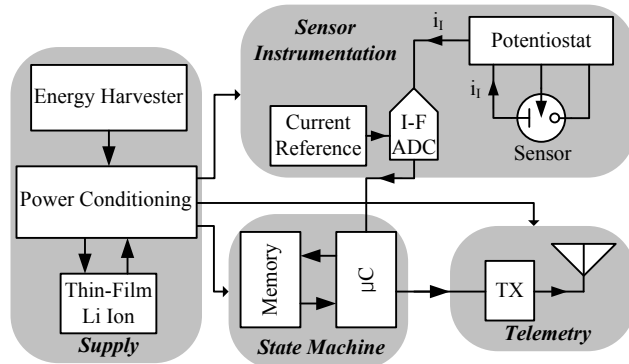 Sensor
Instrumentation
i_I
Potentiostat
Energy Harvester
i_I
Current
Reference
I-F
ADC
Sensor
Power Conditioning
Memory
µC
Thin-Film
Li Ion
TX
Supply
State Machine
Telemetry